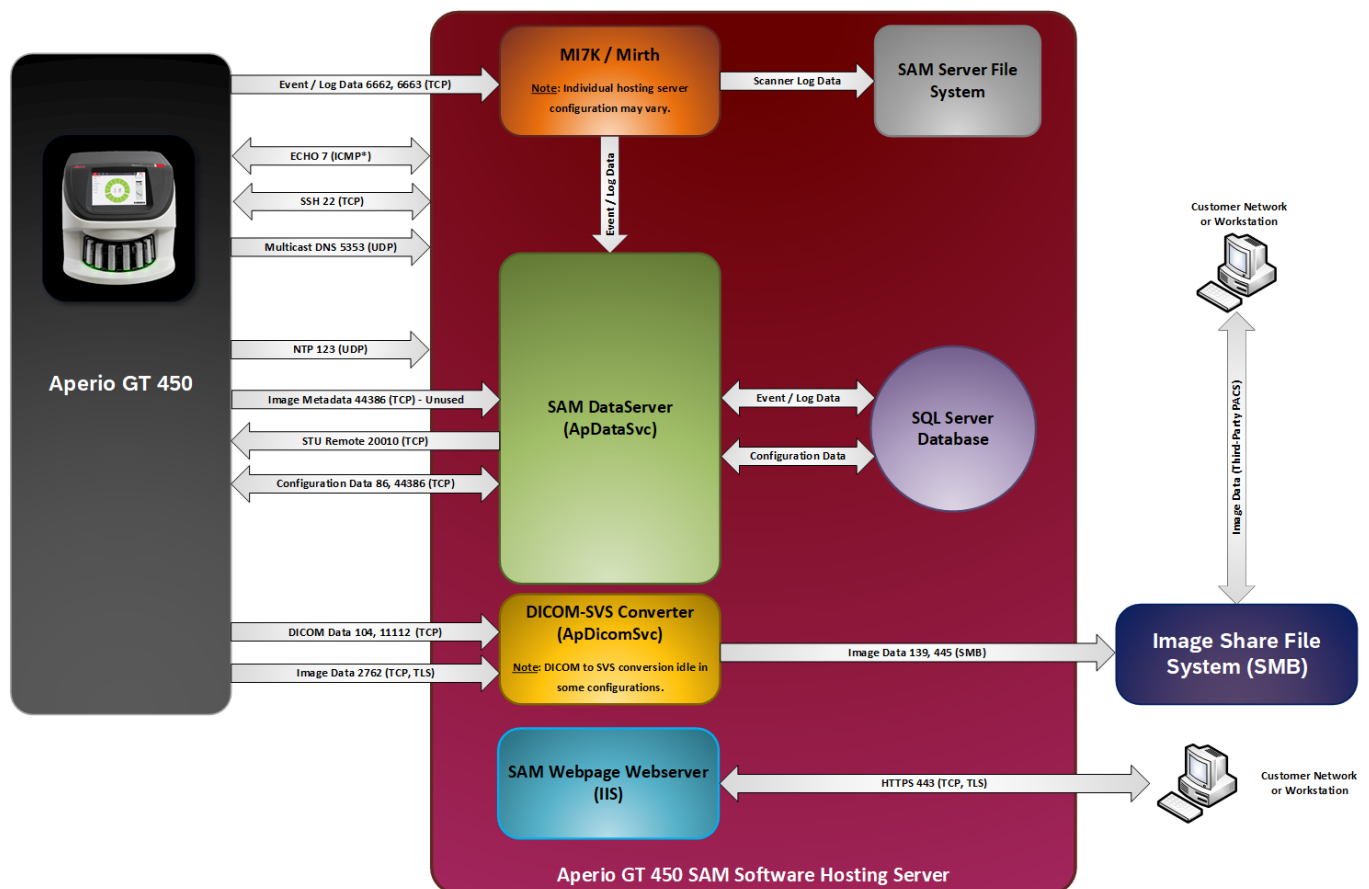 MI7K / Mirth
Note: Individual hosting server
configuration may vary.
SAM Server File
System
Event / Log Data 6662, 6663 (TCP)
Scanner Log Data
ECHO 7 (ICMP*)
SSH 22 (TCP)
Multicast DNS 5353 (UDP)
Event / Log Data
Customer Network
or Workstation
NTP 123 (UDP)
Aperio GT 450
Image Metadata 44386 (TCP) - Unused
STU Remote 20010 (TCP)
Configuration Data 86, 44386 (TCP)
SAM DataServer
(ApDataSvc)
Event / Log Data
Configuration Data
SQL Server
Database
Image Data (Third-Party PACS)
DICOM Data 104, 11112 (TCP)
Image Data 2762 (TCP, TLS)
DICOM-SVS Converter
(ApDicomSvc)
Note: DICOM to SVS conversion idle in
some configurations.
Image Data 139, 445 (SMB)
Image Share File
System (SMB)
SAM Webpage Webserver
(IIS)
HTTPS 443 (TCP, TLS)
Customer Network
or Workstation
Aperio GT 450 SAM Software Hosting Server